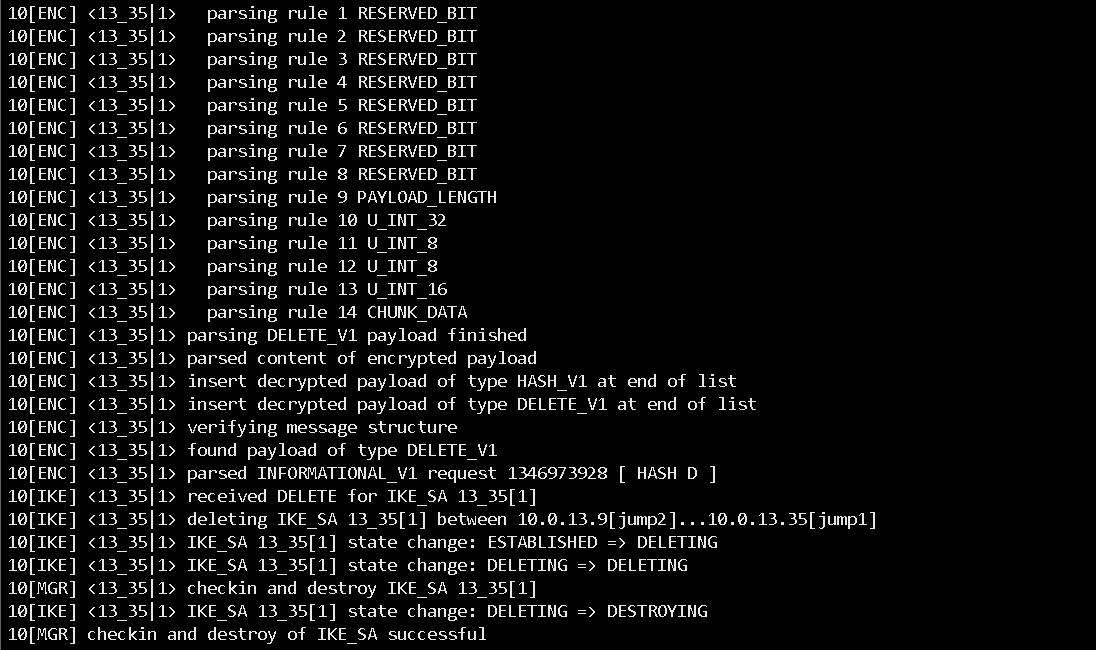 10[ENC] <13_35|1>   parsing rule 1 RESERVED_BIT
10[ENC] <13_35|1>   parsing rule 2 RESERVED_BIT
10[ENC] <13_35|1>   parsing rule 3 RESERVED_BIT
10[ENC] <13_35|1>   parsing rule 4 RESERVED_BIT
10[ENC] <13_35|1>   parsing rule 5 RESERVED_BIT
10[ENC] <13_35|1>   parsing rule 6 RESERVED_BIT
10[ENC] <13_35|1>   parsing rule 7 RESERVED_BIT
10[ENC] <13_35|1>   parsing rule 8 RESERVED_BIT
10[ENC] <13_35|1>   parsing rule 9 PAYLOAD_LENGTH
10[ENC] <13_35|1>   parsing rule 10 U_INT_32
10[ENC] <13_35|1>   parsing rule 11 U_INT_8
10[ENC] <13_35|1>   parsing rule 12 U_INT_8
10[ENC] <13_35|1>   parsing rule 13 U_INT_16
10[ENC] <13_35|1>   parsing rule 14 CHUNK_DATA
10[ENC] <13_35|1> parsing DELETE_V1 payload finished
10[ENC] <13_35|1> parsed content of encrypted payload
10[ENC] <13_35|1> insert decrypted payload of type HASH_V1 at end of list
10[ENC] <13_35|1> insert decrypted payload of type DELETE_V1 at end of list
10[ENC] <13_35|1> verifying message structure
10[ENC] <13_35|1> found payload of type DELETE_V1
10[ENC] <13_35|1> parsed INFORMATIONAL_V1 request 1346973928 [ HASH D ]
10[IKE] <13_35|1> received DELETE for IKE_SA 13_35[1]
10[IKE] <13_35|1> deleting IKE_SA 13_35[1] between 10.0.13.9[jump2]...10.0.13.35[jump1]
10[IKE] <13_35|1> IKE_SA 13_35[1] state change: ESTABLISHED => DELETING
10[IKE] <13_35|1> IKE_SA 13_35[1] state change: DELETING => DELETING
10[MGR] <13_35|1> checkin and destroy IKE_SA 13_35[1]
10[IKE] <13_35|1> IKE_SA 13_35[1] state change: DELETING => DESTROYING
10[MGR] checkin and destroy of IKE_SA successful